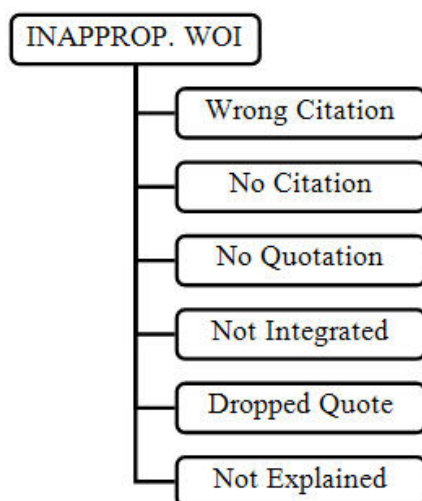 INAPPROP. WOI
Wrong Citation
No Citation
No Quotation
Not Integrated
Dropped Quote
Not Explained